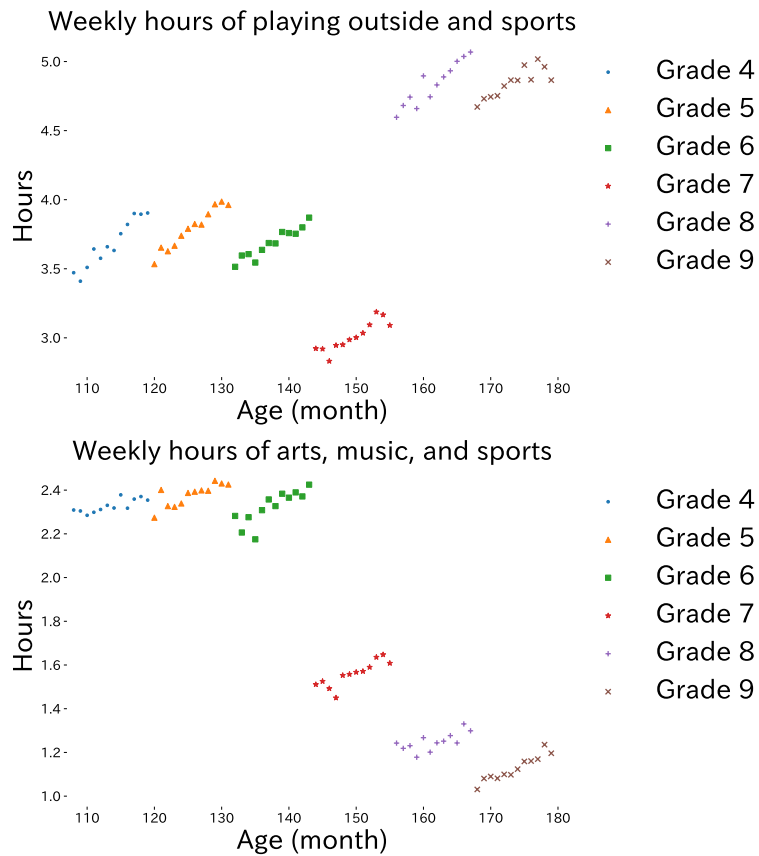 Weekly hours of playing outside and sports
5.0
4.5
4.0
3.5
3.0
Hours
110 120 130 140 150 160 170 180
Age (month)
Grade 4
Grade 5
Grade 6
Grade 7
Grade 8
Grade 9
Weekly hours of arts, music, and sports
2.4
2.2
2.0
1.8
1.6
1.4
1.2
1.0
Hours
110 120 130 140 150 160 170 180
Age (month)
Grade 4
Grade 5
Grade 6
Grade 7
Grade 8
Grade 9